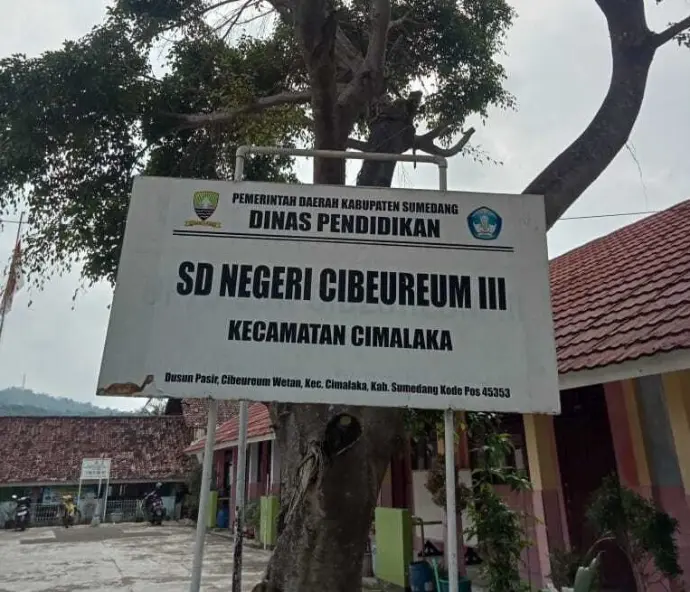 PEMERINTAH DAERAH KABUPATEN SUMEDANG
DINAS PENDIDIKAN
SD NEGERI CIBEUREUM III
KECAMATAN CIMALAKA
Dusun Pasir, Cibeureum Wetan, Kec. Cimalaka, Kab. Sumedang Kode Pos 45353